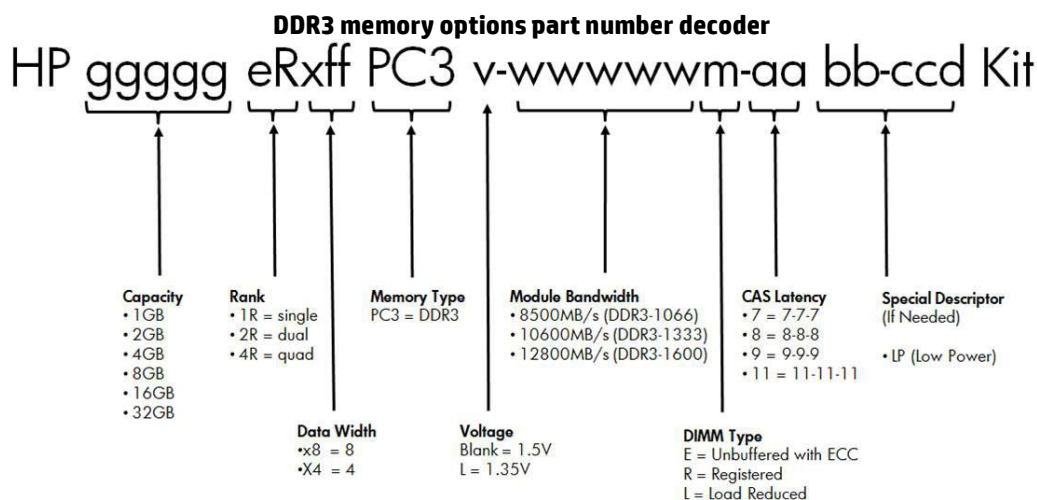 DDR3 memory options part number decoder
HP ggggg eRxff PC3 v-wwwwwm-aa bb-ccd Kit
Capacity
• 1GB
• 2GB
• 4GB
• 8GB
• 16GB
• 32GB
Rank
• 1R = single
• 2R = dual
• 4R = quad
Memory Type
PC3 = DDR3
Module Bandwidth
• 8500MB/s (DDR3-1066)
• 10600MB/s (DDR3-1333)
• 12800MB/s (DDR3-1600)
CAS Latency
• 7 = 7-7-7
• 8 = 8-8-8
• 9 = 9-9-9
• 11 = 11-11-11
Special Descriptor
(If Needed)
• LP (Low Power)
Data Width
•x8 = 8
•X4 = 4
Voltage
Blank = 1.5V
L = 1.35V
DIMM Type
E = Unbuffered with ECC
R = Registered
L = Load Reduced